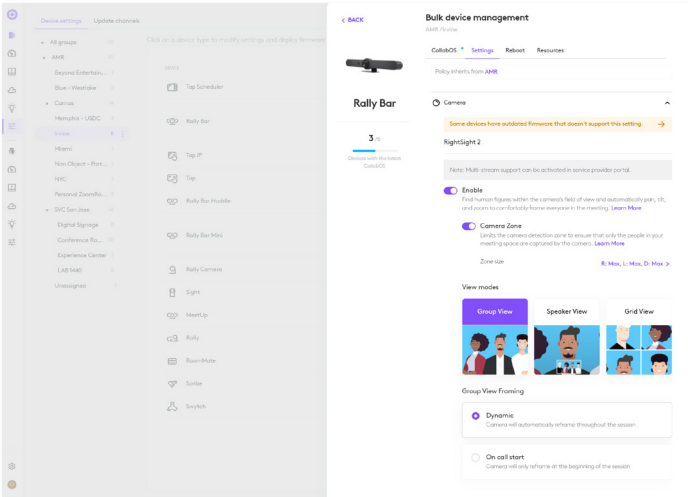 Device settings
Update channels
All groups
AMR
Beyond Entertain...
Blue - Westlake
Canvas
Memphis - USDC
Irvine
Miami
Non Object - Port...
NYC
Personal ZoomRo...
SVC San Jose
Digital Signage
Conference Ro...
Experience Center
LAB 1440
Unassigned
Click on a device type to modify settings and deploy firmware
Tap Scheduler
Rally Bar
Tap IP
Tap
Rally Bar Huddle
Rally Bar Mini
Rally Camera
Sight
MeetUp
Rally
RoomMate
Scribe
Swytch
< BACK
Rally Bar
3
Devices with the latest
CollabOS
Bulk device management
AMR / Irvine
CollabOS
Settings
Reboot
Resources
Policy inherits from AMR
Camera
Some devices have outdated firmware that doesn't support this setting.
RightSight 2
Note: Multi-stream support can be activated in service provider portal.
Enable
Find human figures within the camera's field of view and automatically pan, tilt,
and zoom to comfortably frame everyone in the meeting. Learn More
Camera Zone
Limits the camera detection zone to ensure that only the people in your
meeting space are captured by the camera. Learn More
Zone size
R: Max, L: Max, D: Max >
View modes
Group View
Speaker View
Grid View
Group View Framing
Dynamic
Camera will automatically reframe throughout the session
On call start
Camera will only reframe at the beginning of the session